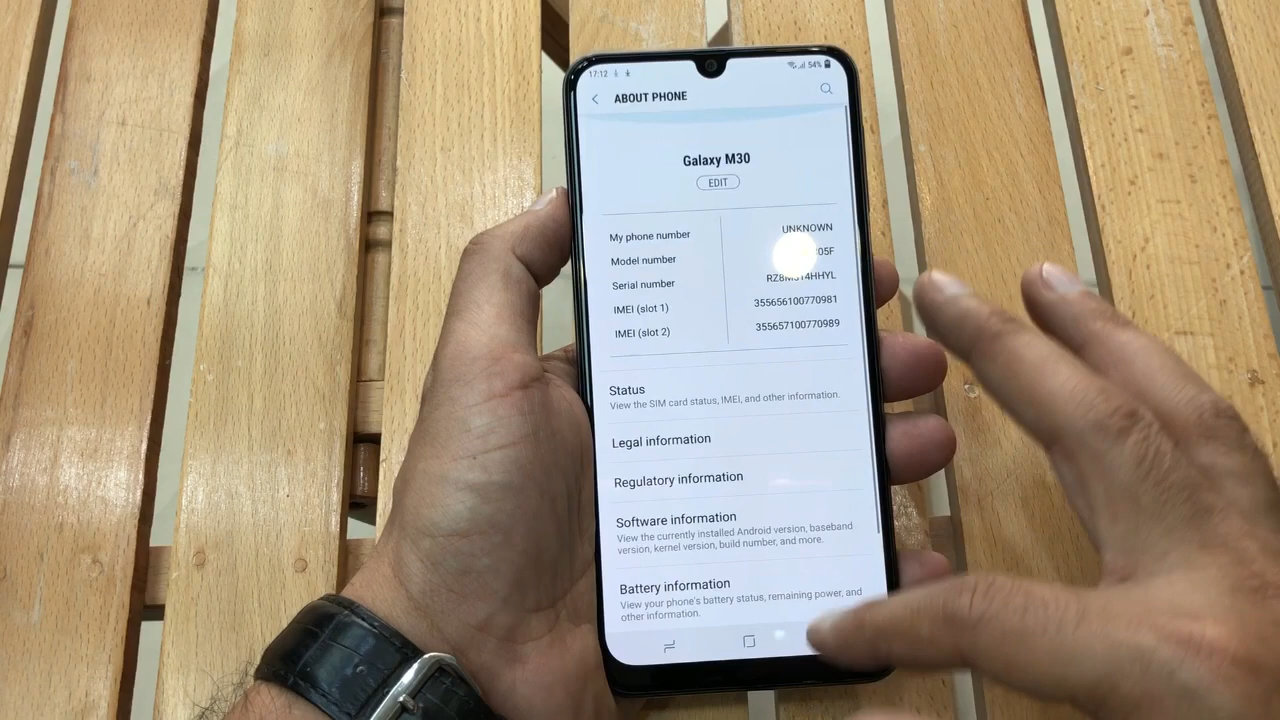 17:12 54%
ABOUT PHONE
Galaxy M30
EDIT
My phone number UNKNOWN
Model number 05F
Serial number
IMEI (slot 1) 355656100770981
IMEI (slot 2) 355657100770989
Status
View the SIM card status, IMEI, and other information.
Legal information
Regulatory information
Software information
View the currently installed Android version, baseband
version, kernel version, build number, and more.
Battery information
View your phone's battery status, remaining power, and
other information.